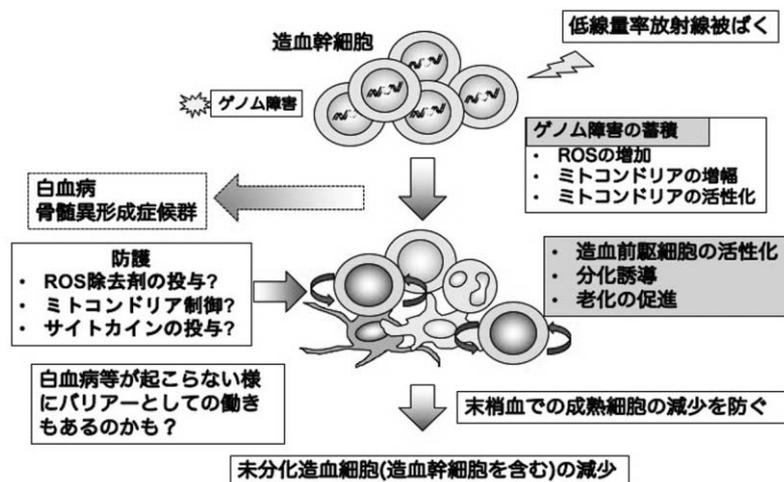 低線量率放射線被ばく
造血幹細胞
ゲノム障害
ゲノム障害の蓄積
・ ROSの増加
・ ミトコンドリアの増幅
・ ミトコンドリアの活性化
白血病
骨髄異形成症候群
防護
・ ROS除去剤の投与?
・ ミトコンドリア制御?
・ サイトカインの投与?
・ 造血前駆細胞の活性化
・ 分化誘導
・ 老化の促進
白血病等が起こらない様
にバリアーとしての働き
もあるのかも？
末梢血での成熟細胞の減少を防ぐ
未分化造血細胞(造血幹細胞を含む)の減少